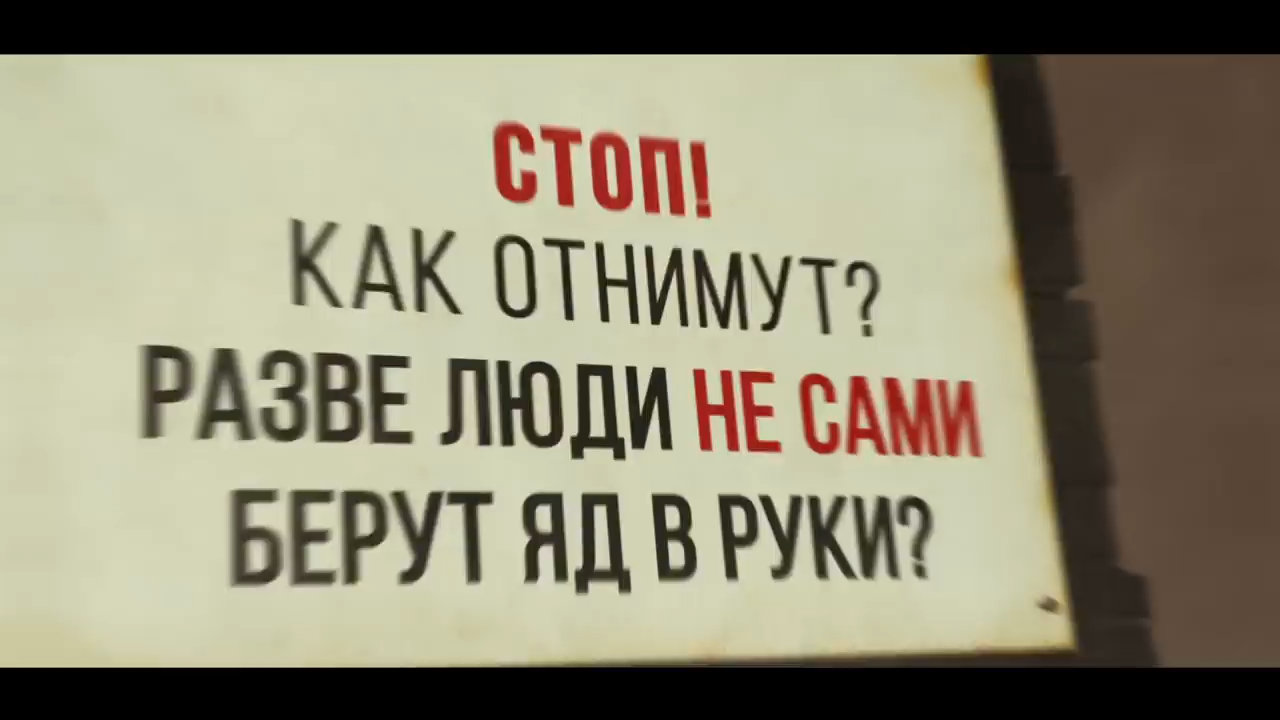 СТОП!
КАК ОТНИМУТ?
РАЗВЕ ЛЮДИ НЕ САМИ
БЕРУТ ЯД В РУКИ?